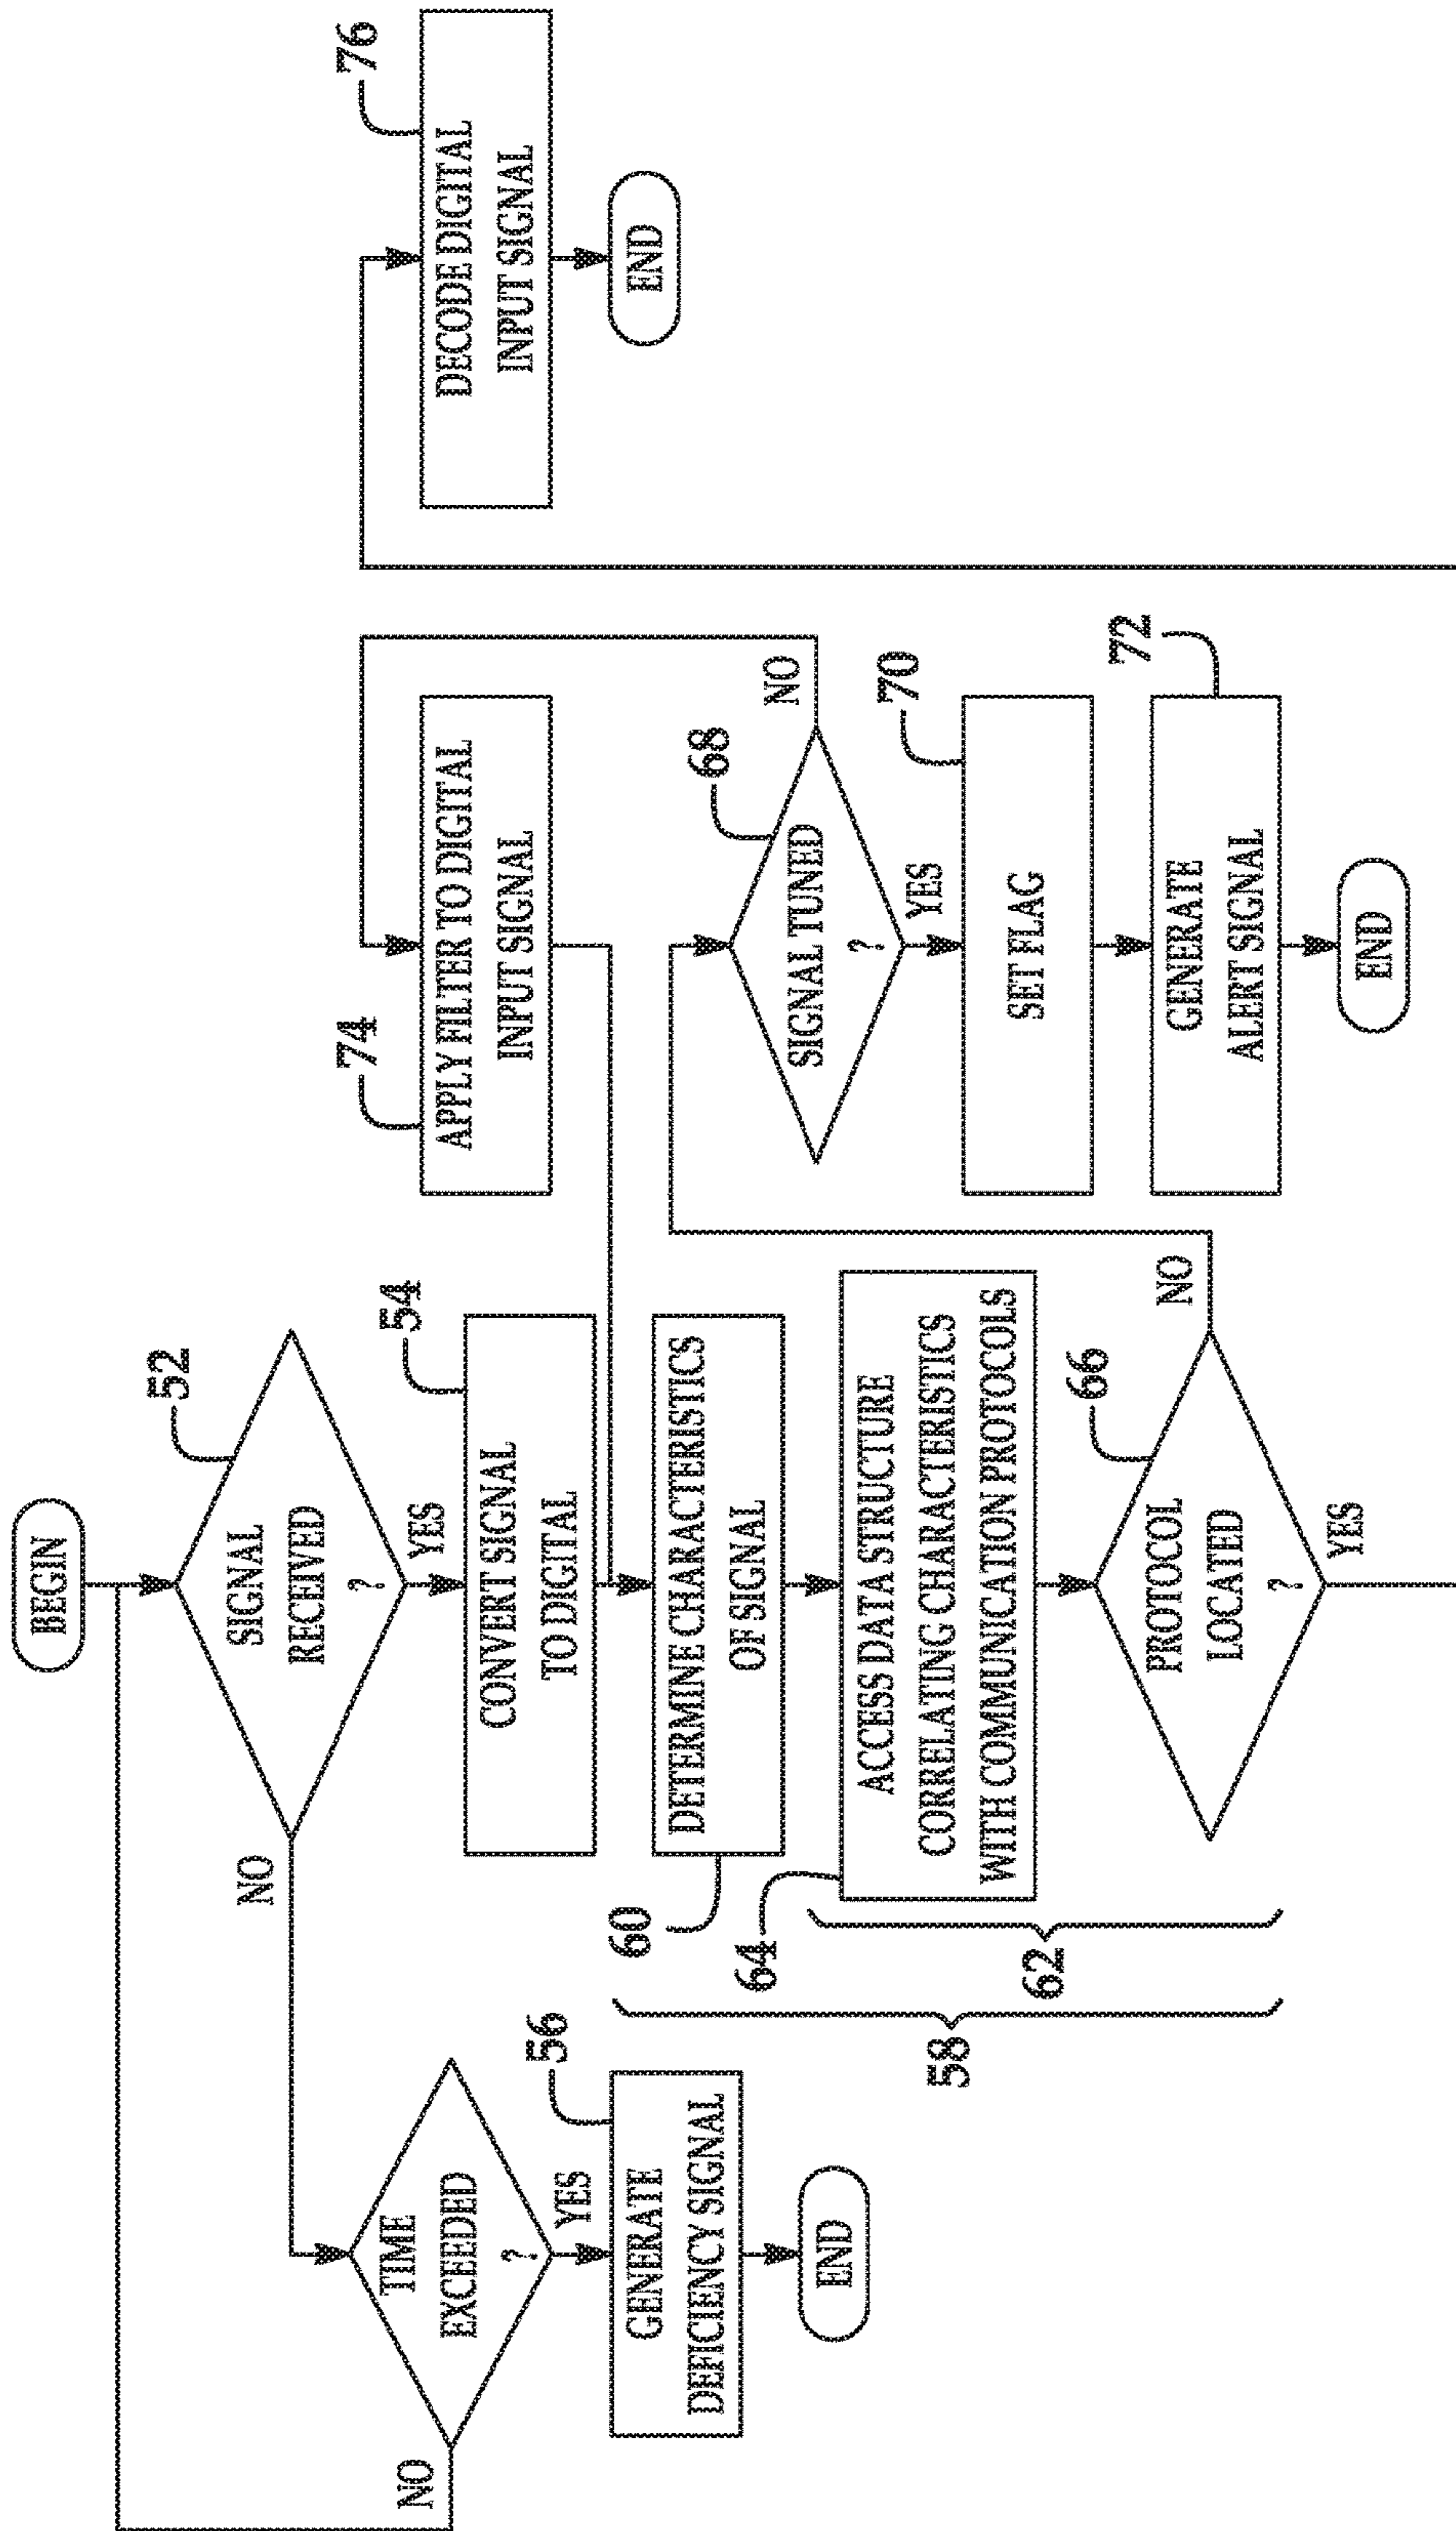 BEGIN
52
SIGNAL
RECEIVED
?
NO
YES
TIME
EXCEEDED
?
NO
YES
56
GENERATE
DEFICIENCY SIGNAL
END
54
CONVERT SIGNAL
TO DIGITAL
58
60
DETERMINE CHARACTERISTICS
OF SIGNAL
62
64
ACCESS DATA STRUCTURE
CORRELATING CHARACTERISTICS
WITH COMMUNICATION PROTOCOLS
66
PROTOCOL
LOCATED
?
NO
YES
74
APPLY FILTER TO DIGITAL
INPUT SIGNAL
68
SIGNAL TUNED
?
NO
YES
70
SET FLAG
72
GENERATE
ALERT SIGNAL
END
76
DECODE DIGITAL
INPUT SIGNAL
END